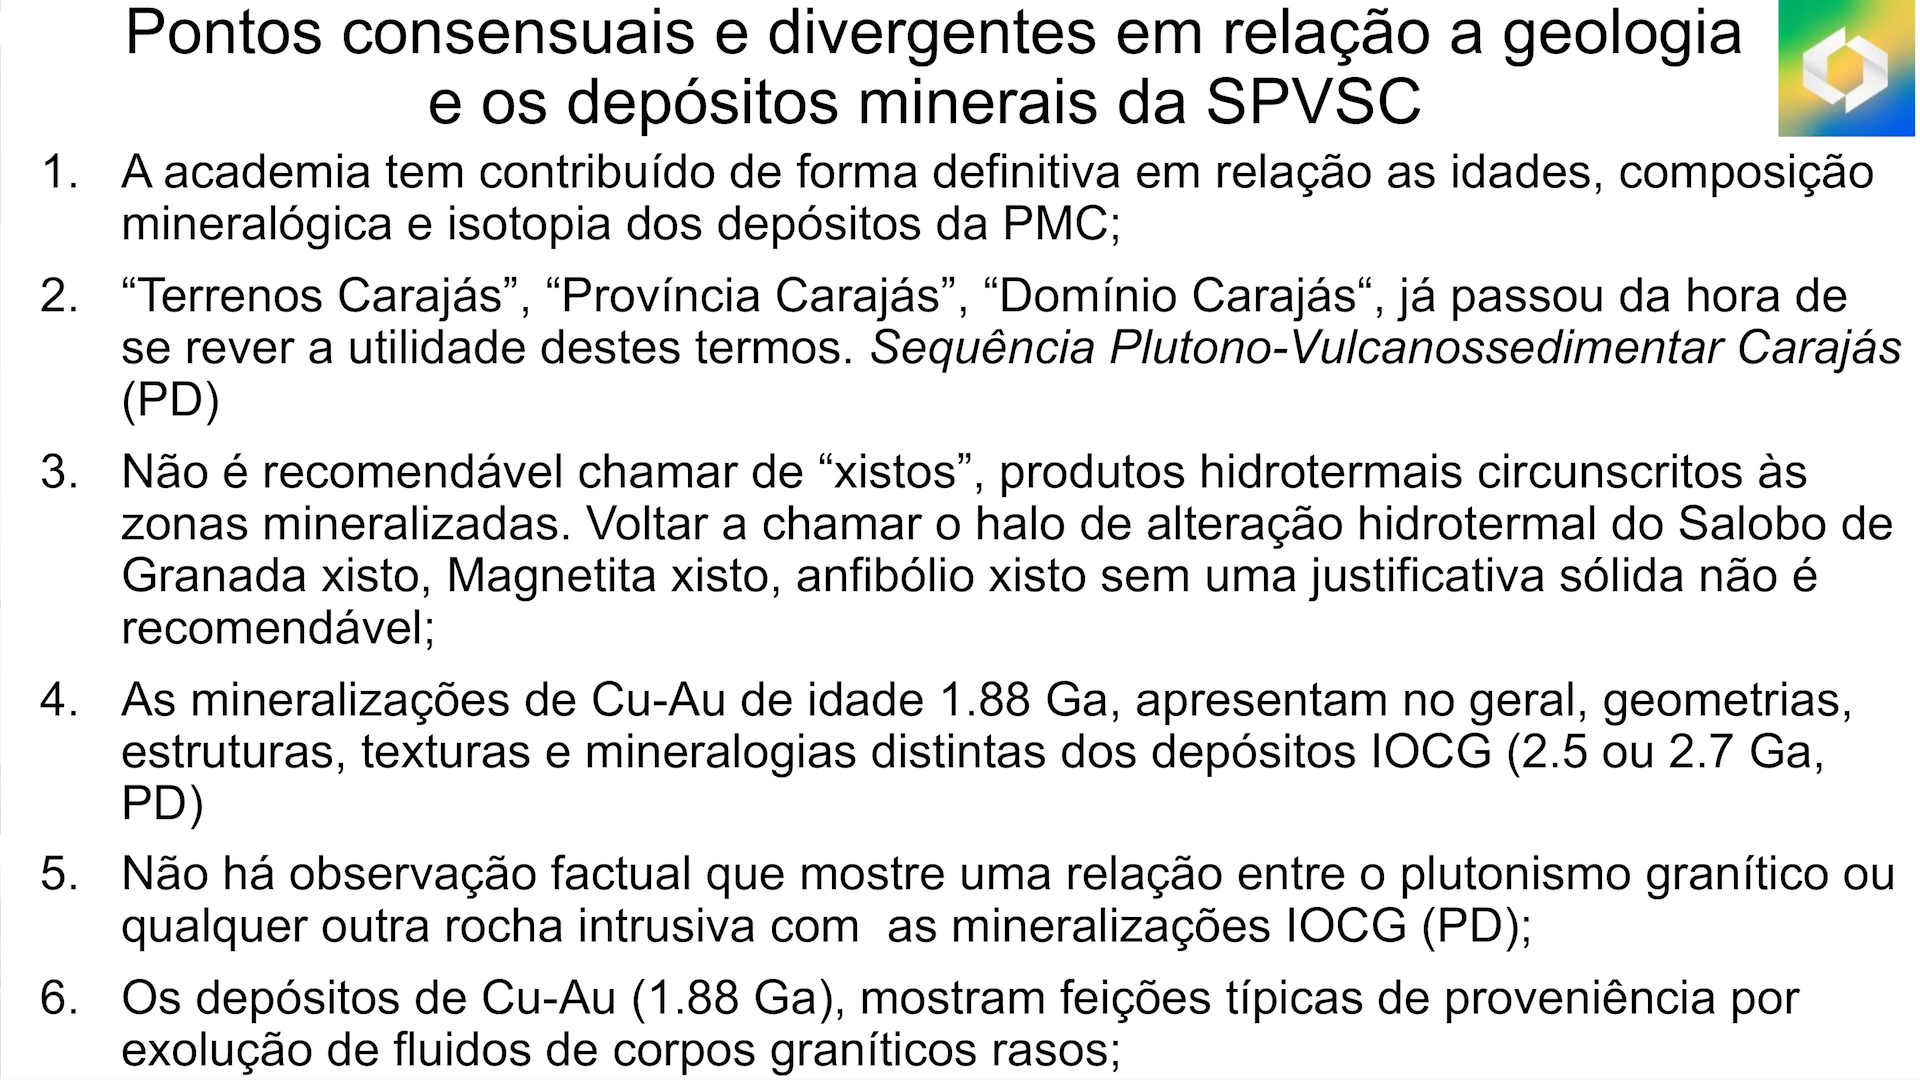 Pontos consensuais e divergentes em relação a geologia
e os depósitos minerais da SPVSC
1. A academia tem contribuído de forma definitiva em relação as idades, composição
mineralógica e isotopia dos depósitos da PMC;
2. “Terrenos Carajás”, “Província Carajás”, “Domínio Carajás“, já passou da hora de
se rever a utilidade destes termos. Sequência Plutono-Vulcanossedimentar Carajás
(PD)
3. Não é recomendável chamar de “xistos”, produtos hidrotermais circunscritos às
zonas mineralizadas. Voltar a chamar o halo de alteração hidrotermal do Salobo de
Granada xisto, Magnetita xisto, anfibólio xisto sem uma justificativa sólida não é
recomendável;
4. As mineralizações de Cu-Au de idade 1.88 Ga, apresentam no geral, geometrias,
estruturas, texturas e mineralogias distintas dos depósitos IOCG (2.5 ou 2.7 Ga,
PD)
5. Não há observação factual que mostre uma relação entre o plutonismo granítico ou
qualquer outra rocha intrusiva com  as mineralizações IOCG (PD);
6. Os depósitos de Cu-Au (1.88 Ga), mostram feições típicas de proveniência por
exolução de fluidos de corpos graníticos rasos;